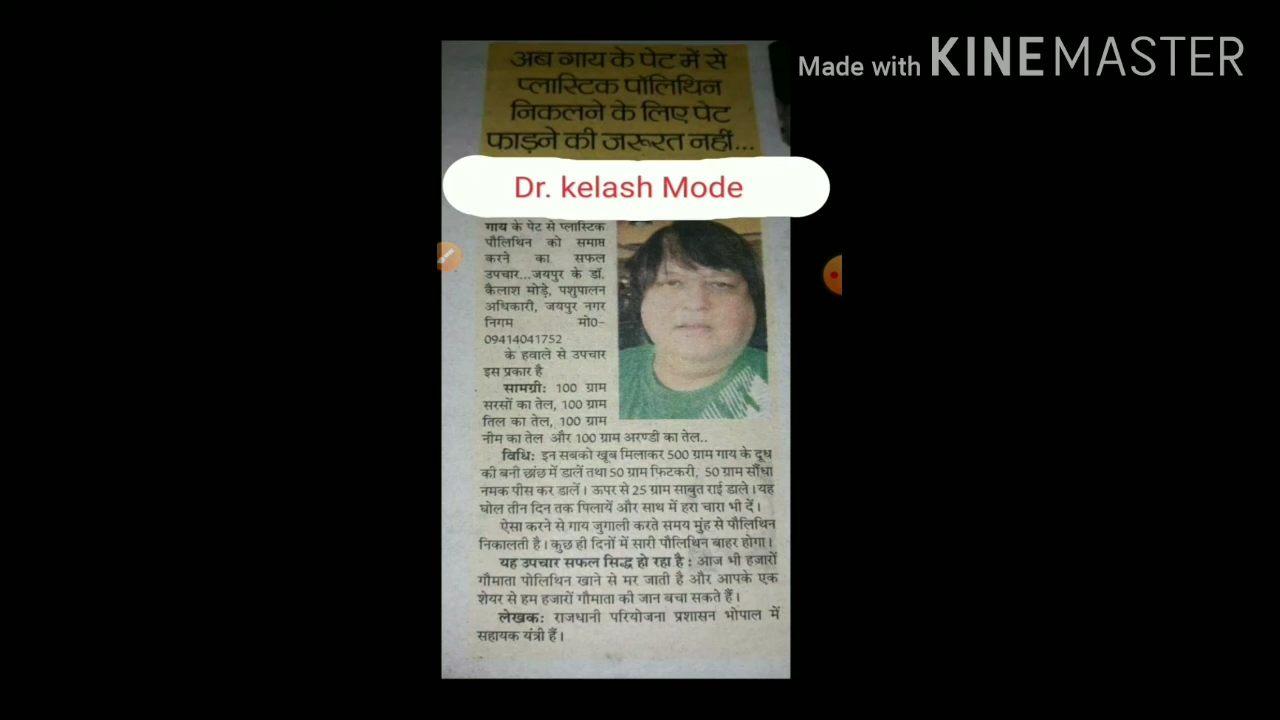 Made with KINEMASTER
अब गाय के पेट में से
प्लास्टिक पॉलिथिन
निकलने के लिए पेट
फाड़ने की जरूरत नहीं...
Dr. kelash Mode
गाय के पेट से प्लास्टिक
पौलिथिन को समाप्त
करने का सफल
उपचार...जयपुर के डॉ.
कैलाश मोड़े, पशुपालन
अधिकारी, जयपुर नगर
निगम मो0–
09414041752
के हवाले से उपचार
इस प्रकार है
सामग्री: 100 ग्राम
सरसों का तेल, 100 ग्राम
तिल का तेल, 100 ग्राम
नीम का तेल और 100 ग्राम अरण्डी का तेल..
विधि: इन सबको खूब मिलाकर 500 ग्राम गाय के दूध
की बनी छांछ में डालें तथा 50 ग्राम फिटकरी, 50 ग्राम सौंधा
नमक पीस कर डालें। ऊपर से 25 ग्राम साबुत राई डाले। यह
घोल तीन दिन तक पिलायें और साथ में हरा चारा भी दें।
ऐसा करने से गाय जुगाली करते समय मुंह से पौलिथिन
निकालती है। कुछ ही दिनों में सारी पौलिथिन बाहर होगा।
यह उपचार सफल सिद्ध हो रहा है : आज भी हजारों
गौमाता पोलिथिन खाने से मर जाती है और आपके एक
शेयर से हम हजारों गौमाता की जान बचा सकते हैं।
लेखक: राजधानी परियोजना प्रशासन भोपाल में
सहायक यंत्री हैं।